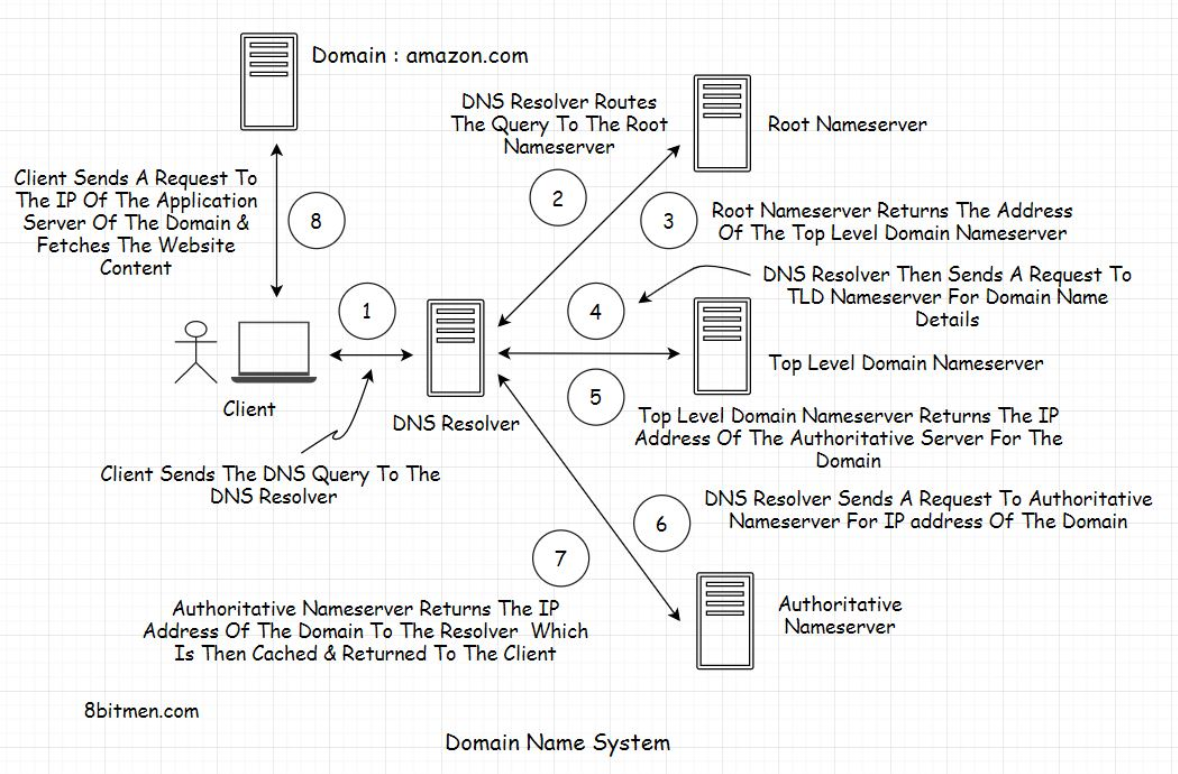 Domain : amazon.com
DNS Resolver Routes
The Query To The Root
Nameserver
Root Nameserver
Client Sends A Request To
The IP Of The Application
Server Of The Domain &
Fetches The Website
Content
8
2
3
Root Nameserver Returns The Address
Of The Top Level Domain Nameserver
1
4
DNS Resolver Then Sends A Request To
TLD Nameserver For Domain Name
Details
Top Level Domain Nameserver
Client
DNS Resolver
5
Top Level Domain Nameserver Returns The IP
Address Of The Authoritative Server For The
Domain
Client Sends The DNS Query To The
DNS Resolver
6
DNS Resolver Sends A Request To Authoritative
Nameserver For IP address Of The Domain
7
Authoritative Nameserver Returns The IP
Address Of The Domain To The Resolver Which
Is Then Cached & Returned To The Client
Authoritative
Nameserver
8bitmen.com
Domain Name System